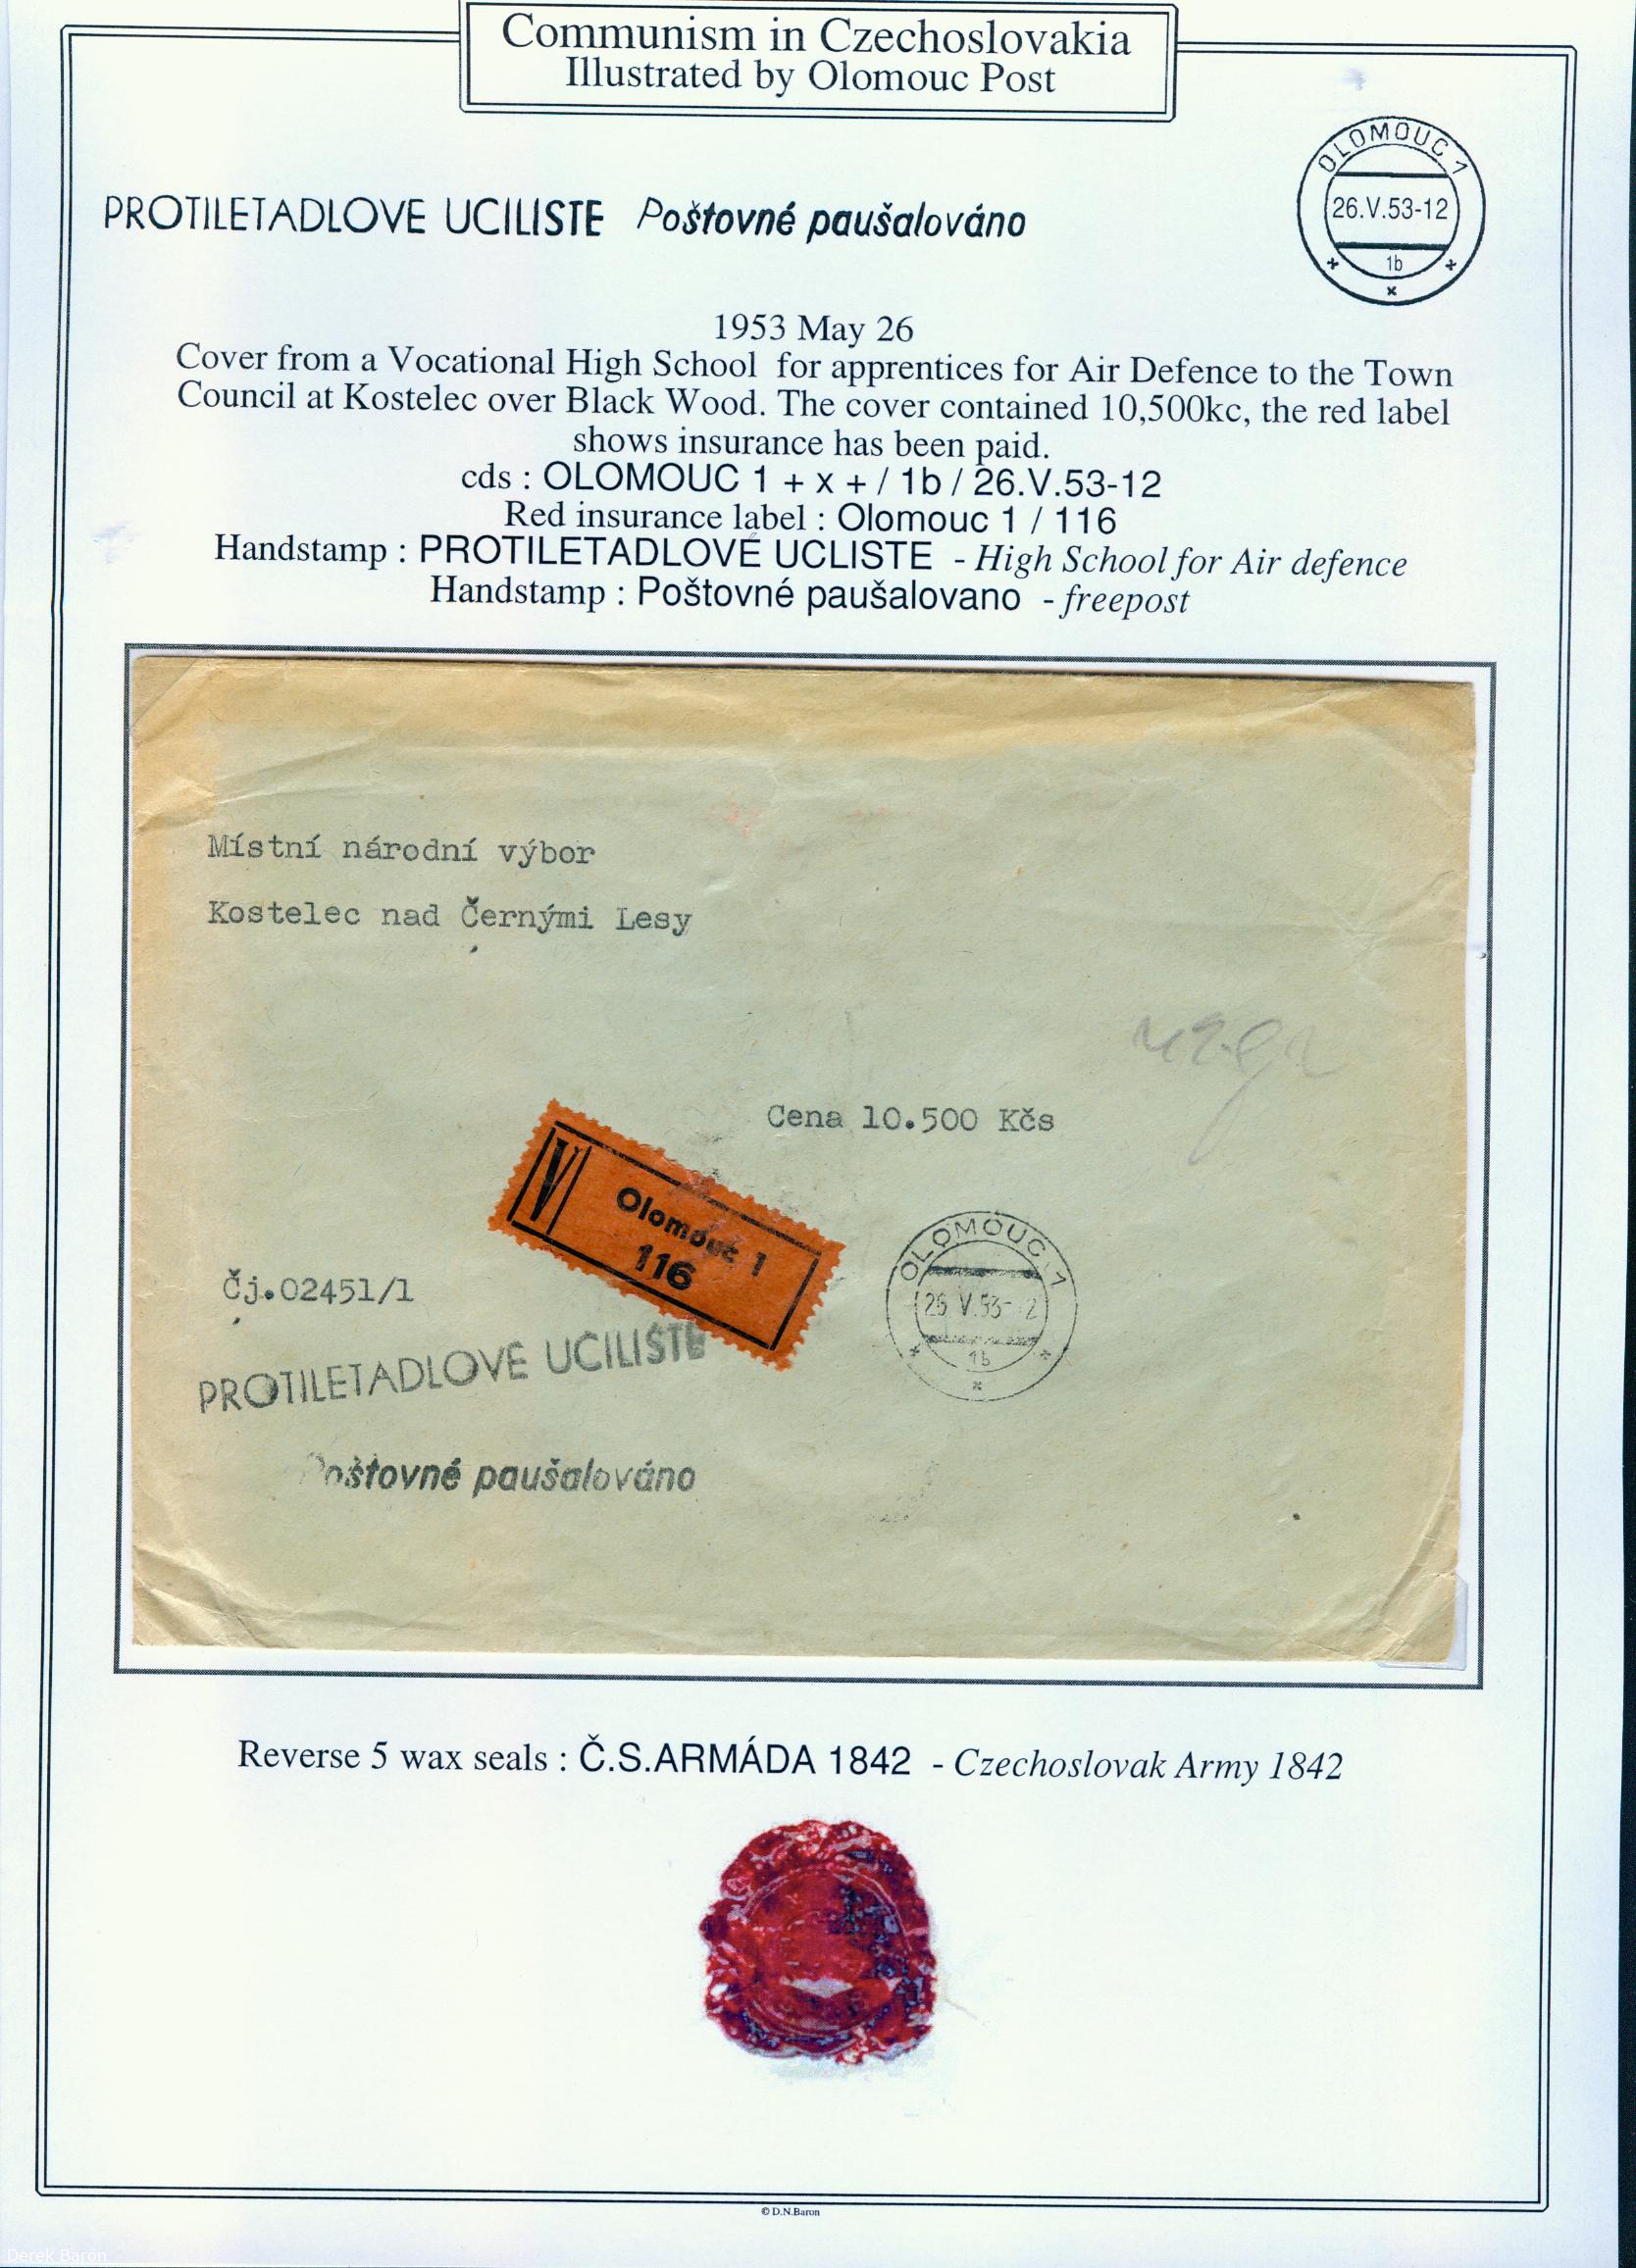 Communism in Czechoslovakia
Illustrated by Olomouc Post
OLOMOUC 1
26.V.53-12
1b
PROTILETADLOVE UCILISTE Poštovné paušalováno
1953 May 26
Cover from a Vocational High School for apprentices for Air Defence to the Town
Council at Kostelec over Black Wood. The cover contained 10,500kc, the red label
shows insurance has been paid.
cds : OLOMOUC 1 + x + / 1b / 26.V.53-12
Red insurance label : Olomouc 1 / 116
Handstamp : PROTILETADLOVÉ UCLISTE - High School for Air defence
Handstamp : Poštovné paušalovano - freepost
Místní národní výbor
Kostelec nad Černými Lesy
Cena 10.500 Kčs
V
Olomouc 1
116
OLOMOUC 1
26 V.53- 2
1b
Čj.02451/1
PROTILETADLOVÉ UČILIŠTĚ
Poštovné paušalováno
Reverse 5 wax seals : Č.S.ARMÁDA 1842 - Czechoslovak Army 1842
© D.N.Baron
Derek Baron